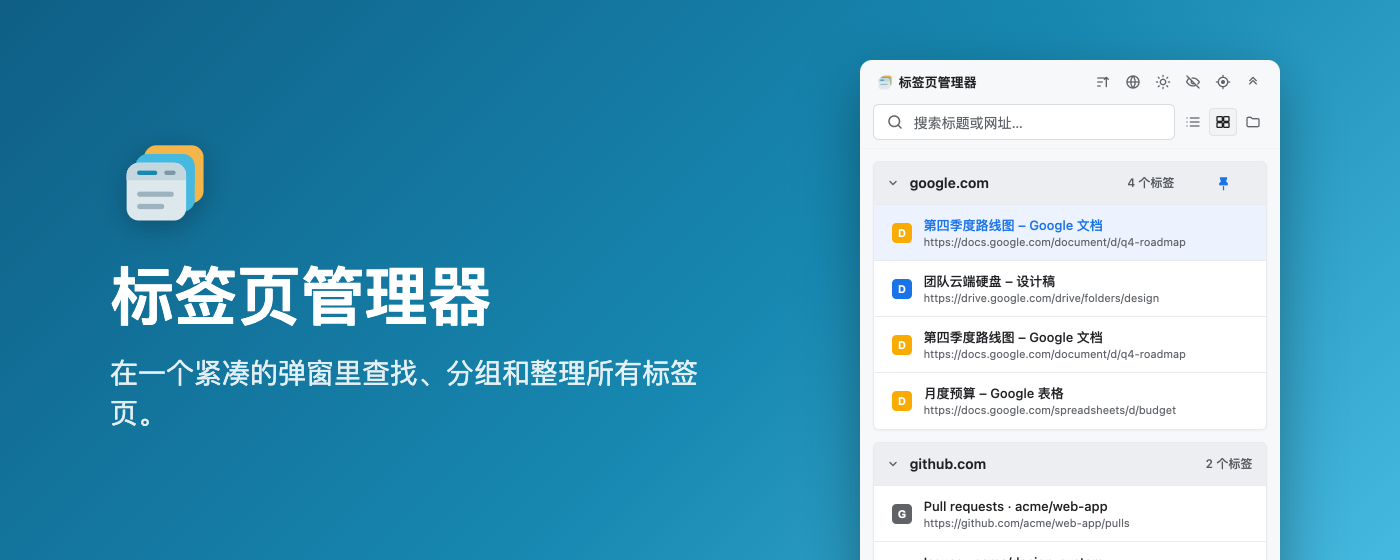 标签页管理器
在一个紧凑的弹窗里查找、分组和整理所有标签
页。
标签页管理器
搜索标题或网址...
google.com 4 个标签
D 第四季度路线图 – Google 文档
https://docs.google.com/document/d/q4-roadmap
D 团队云端硬盘 – 设计稿
https://drive.google.com/drive/folders/design
D 第四季度路线图 – Google 文档
https://docs.google.com/document/d/q4-roadmap
D 月度预算 – Google 表格
https://docs.google.com/spreadsheets/d/budget
github.com 2 个标签
G Pull requests · acme/web-app
https://github.com/acme/web-app/pulls